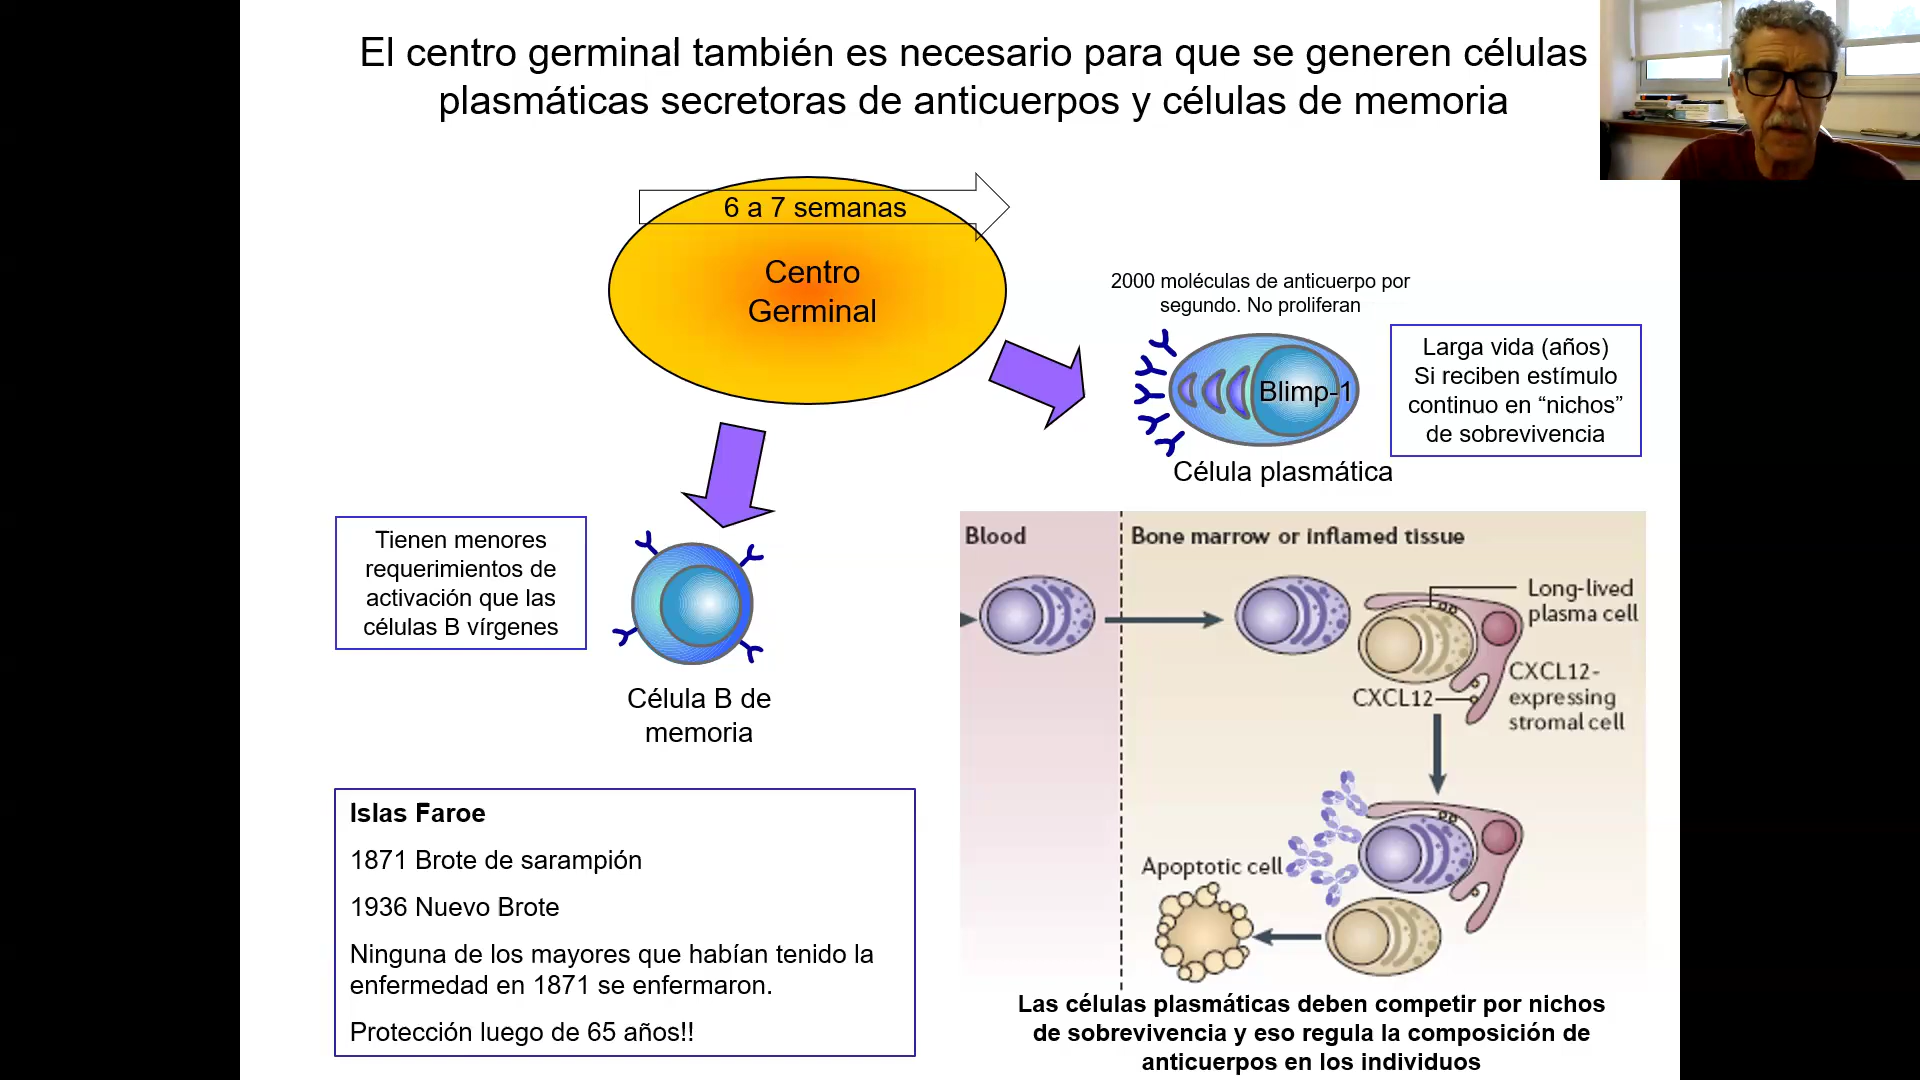 El centro germinal también es necesario para que se generen células
plasmáticas secretoras de anticuerpos y células de memoria
6 a 7 semanas
Centro
Germinal
2000 moléculas de anticuerpo por
segundo. No proliferan
Blimp-1
Célula plasmática
Larga vida (años)
Si reciben estímulo
continuo en “nichos”
de sobrevivencia
Tienen menores
requerimientos de
activación que las
células B vírgenes
Célula B de
memoria
Blood
Bone marrow or inflamed tissue
Long-lived
plasma cell
CXCL12
CXCL12-
expressing
stromal cell
Apoptotic cell
Islas Faroe
1871 Brote de sarampión
1936 Nuevo Brote
Ninguna de los mayores que habían tenido la
enfermedad en 1871 se enfermaron.
Protección luego de 65 años!!
Las células plasmáticas deben competir por nichos
de sobrevivencia y eso regula la composición de
anticuerpos en los individuos